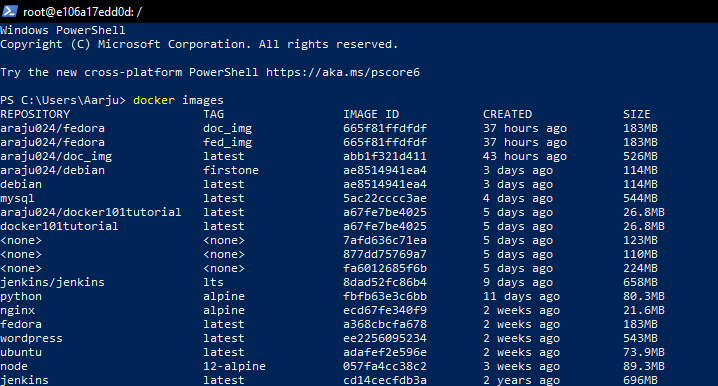 root@e106a17edd0d: /
Windows PowerShell
Copyright (C) Microsoft Corporation. All rights reserved.
Try the new cross-platform PowerShell https://aka.ms/pscore6
PS C:\Users\Aarju> docker images
REPOSITORY TAG IMAGE ID CREATED SIZE
araju024/fedora doc_img 665f81ffdfdf 37 hours ago 183MB
araju024/fedora fed_img 665f81ffdfdf 37 hours ago 183MB
araju024/doc_img latest abb1f321d411 43 hours ago 526MB
araju024/debian firstone ae8514941ea4 3 days ago 114MB
debian latest ae8514941ea4 3 days ago 114MB
mysql latest 5ac22cccc3ae 4 days ago 544MB
araju024/docker101tutorial latest a67fe7be4025 5 days ago 26.8MB
docker101tutorial latest a67fe7be4025 5 days ago 26.8MB
<none> <none> 7afd636c71ea 5 days ago 123MB
<none> <none> 877dd75769a7 5 days ago 110MB
<none> <none> fa6012685f6b 5 days ago 224MB
jenkins/jenkins lts 8dad52fc86b4 9 days ago 658MB
python alpine fbfb63e3c6bb 11 days ago 80.3MB
nginx alpine ecd67fe340f9 2 weeks ago 21.6MB
fedora latest a368cbcfa678 2 weeks ago 183MB
wordpress latest ee2256095234 2 weeks ago 543MB
ubuntu latest adafef2e596e 2 weeks ago 73.9MB
node 12-alpine 057fa4cc38c2 3 weeks ago 89.3MB
jenkins latest cd14cecfdb3a 2 years ago 696MB